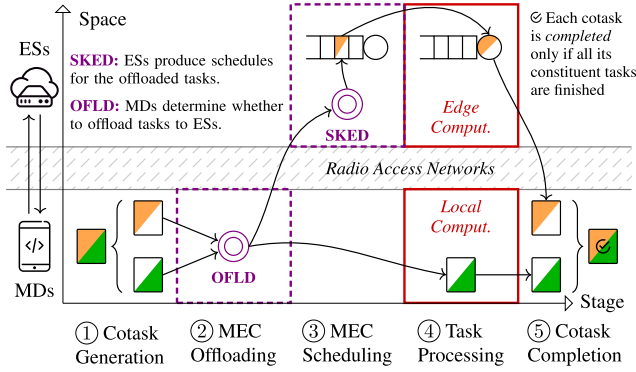 Space
ESs
SKED: ESs produce schedules
for the offloaded tasks.
OFLD: MDs determine whether
to offload tasks to ESs.
SKED
Edge
Comput.
Each cotask
is completed
only if all its
constituent tasks
are finished
Radio Access Networks
</>
MDs
OFLD
Local
Comput.
Stage
1 Cotask
Generation
2 MEC
Offloading
3 MEC
Scheduling
4 Task
Processing
5 Cotask
Completion